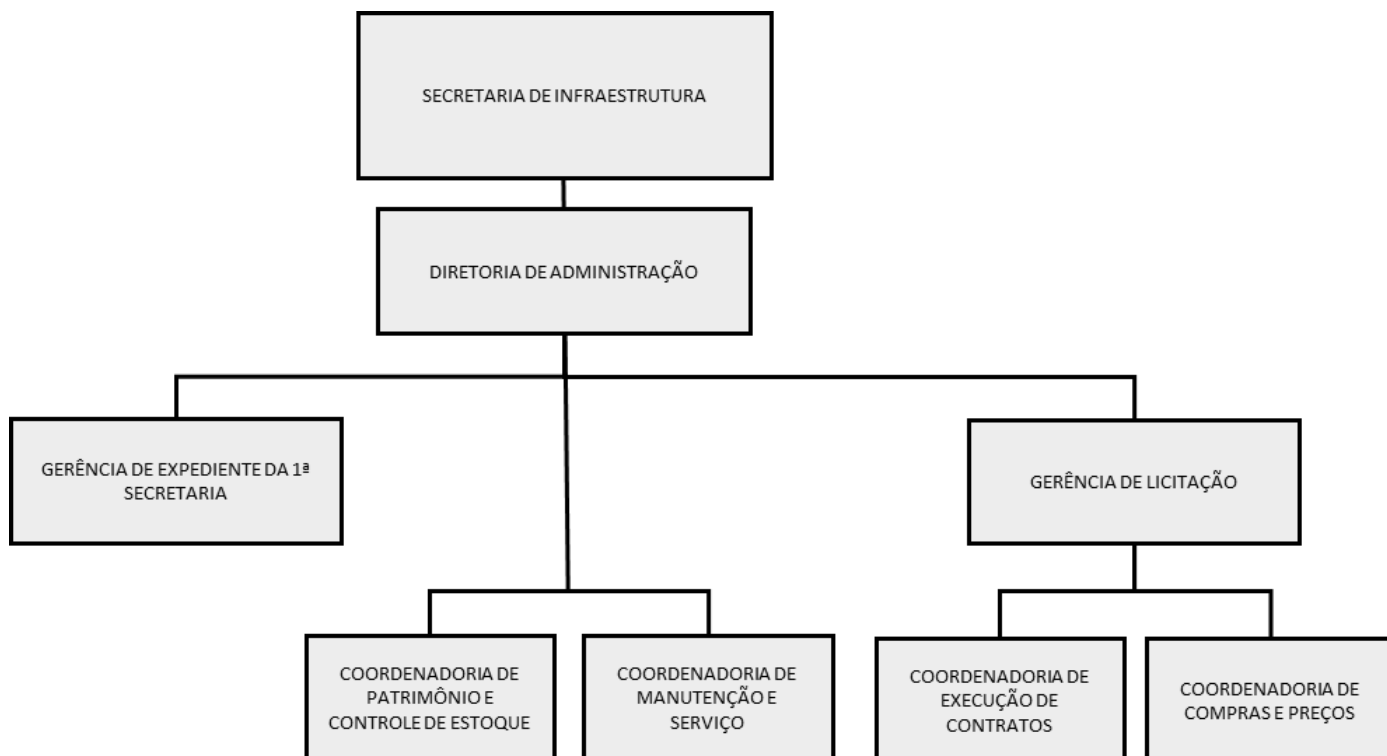 SECRETARIA DE INFRAESTRUTURA
DIRETORIA DE ADMINISTRAÇÃO
GERÊNCIA DE EXPEDIENTE DA 1ª
SECRETARIA
GERÊNCIA DE LICITAÇÃO
COORDENADORIA DE
PATRIMÔNIO E
CONTROLE DE ESTOQUE
COORDENADORIA DE
MANUTENÇÃO E
SERVIÇO
COORDENADORIA DE
EXECUÇÃO DE
CONTRATOS
COORDENADORIA DE
COMPRAS E PREÇOS